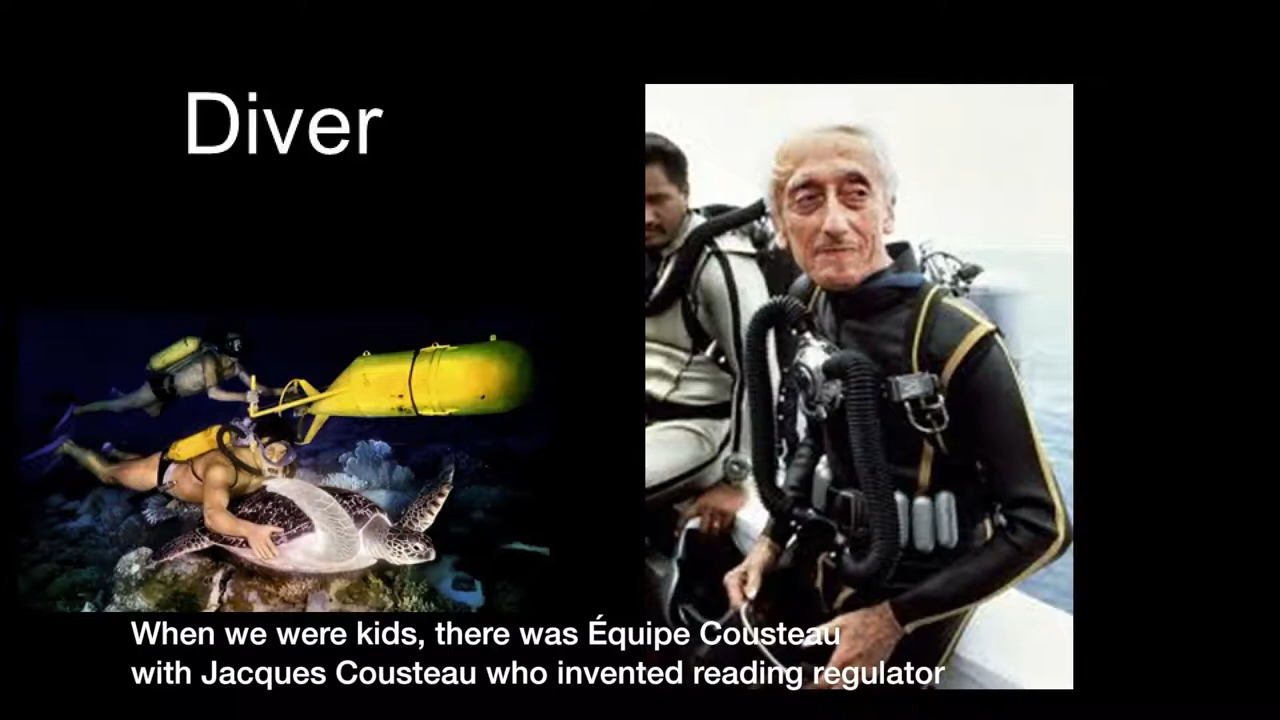 Diver
When we were kids, there was Équipe Cousteau
with Jacques Cousteau who invented reading regulator